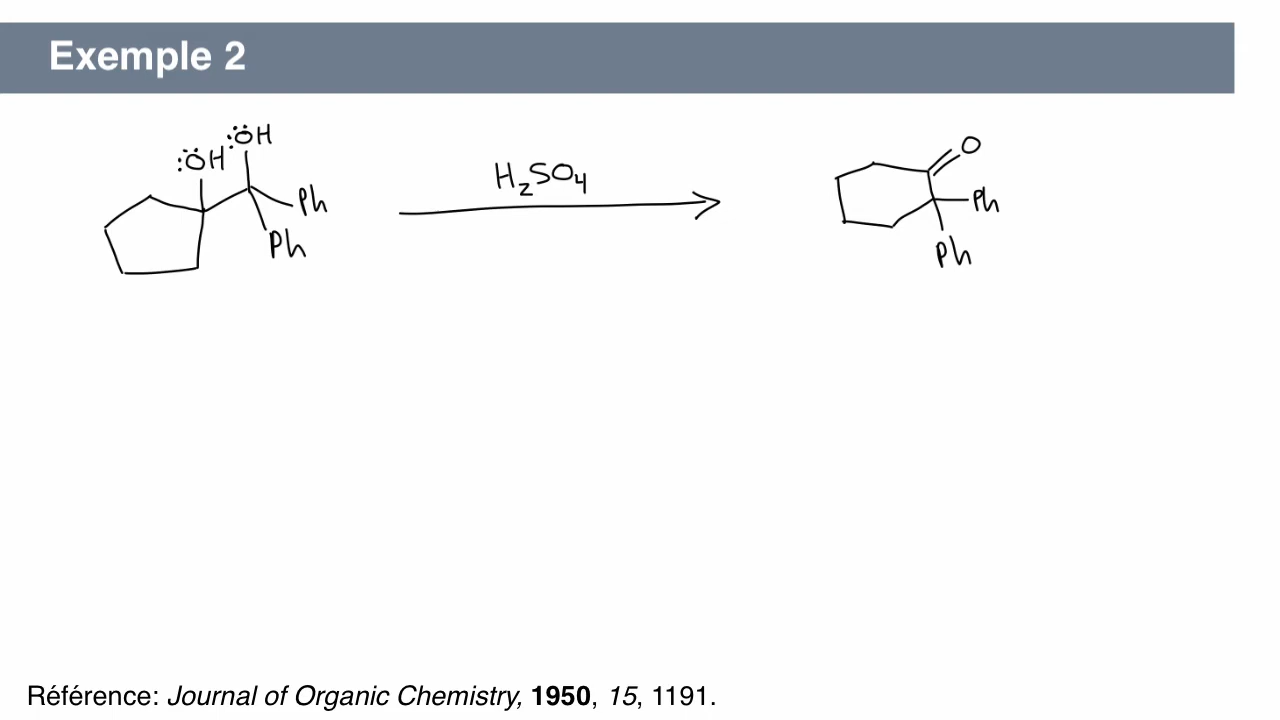 Exemple 2
:ÖH
:ÖH
Ph
Ph
H₂SO₄
O
Ph
Ph
Référence: Journal of Organic Chemistry, 1950, 15, 1191.